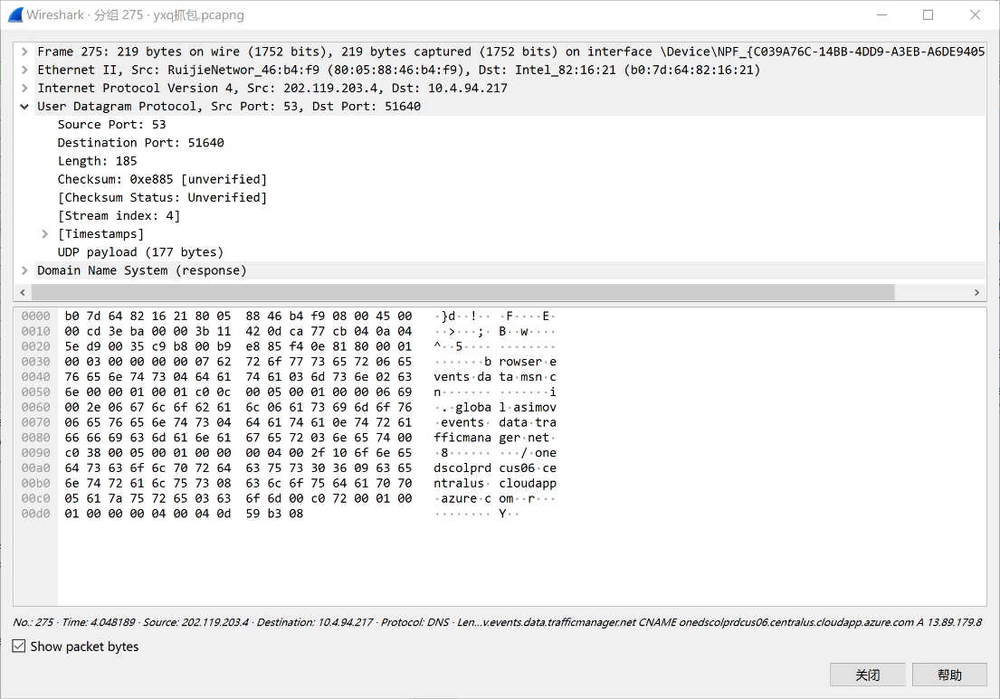 Wireshark · 分组 275 · yxq抓包.pcapng
Frame 275: 219 bytes on wire (1752 bits), 219 bytes captured (1752 bits) on interface \Device\NPF_{C039A76C-14BB-4DD9-A3EB-A6DE9405
Ethernet II, Src: RuijieNetwor_46:b4:f9 (80:05:88:46:b4:f9), Dst: Intel_82:16:21 (b0:7d:64:82:16:21)
Internet Protocol Version 4, Src: 202.119.203.4, Dst: 10.4.94.217
User Datagram Protocol, Src Port: 53, Dst Port: 51640
Source Port: 53
Destination Port: 51640
Length: 185
Checksum: 0xe885 [unverified]
[Checksum Status: Unverified]
[Stream index: 4]
[Timestamps]
UDP payload (177 bytes)
Domain Name System (response)
0000 b0 7d 64 82 16 21 80 05 88 46 b4 f9 08 00 45 00 ·}d··!·· ·F····E·
0010 00 cd 3e ba 00 00 3b 11 42 0d ca 77 cb 04 0a 04 ··>···;· B··w····
0020 5e d9 00 35 c9 b8 00 b9 e8 85 f4 0e 81 80 00 01 ^··5···· ········
0030 00 03 00 00 00 00 07 62 72 6f 77 73 65 72 06 65 ·······b rowser·e
0040 76 65 6e 74 73 04 64 61 74 61 03 6d 73 6e 02 63 vents·da ta·msn·c
0050 6e 00 00 01 00 01 c0 0c 00 05 00 01 00 00 06 69 n······· ·······i
0060 00 2e 06 67 6c 6f 62 61 6c 06 61 73 69 6d 6f 76 ·.·globa l·asimov
0070 06 65 76 65 6e 74 73 04 64 61 74 61 0e 74 72 61 ·events· data·tra
0080 66 66 69 63 6d 61 6e 61 67 65 72 03 6e 65 74 00 fficmana ger·net·
0090 c0 38 00 05 00 01 00 00 00 04 00 2f 10 6f 6e 65 ·8······ ···/·one
00a0 64 73 63 6f 6c 70 72 64 63 75 73 30 36 09 63 65 dscolprd cus06·ce
00b0 6e 74 72 61 6c 75 73 08 63 6c 6f 75 64 61 70 70 ntralus· cloudapp
00c0 05 61 7a 75 72 65 03 63 6f 6d 00 c0 72 00 01 00 ·azure·c om··r···
00d0 01 00 00 00 04 00 04 0d 59 b3 08 ········ Y··
No.: 275 · Time: 4.048189 · Source: 202.119.203.4 · Destination: 10.4.94.217 · Protocol: DNS · Len...v.events.data.trafficmanager.net CNAME onedscolprdcus06.centralus.cloudapp.azure.com A 13.89.179.8
Show packet bytes
关闭 帮助